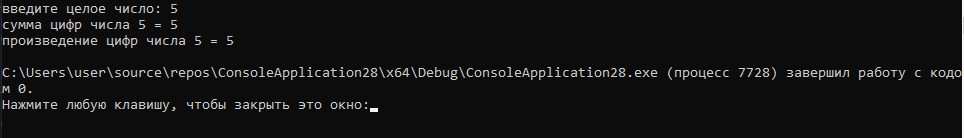 введите целое число: 5
сумма цифр числа 5 = 5
произведение цифр числа 5 = 5
C:\Users\user\source\repos\ConsoleApplication28\x64\Debug\ConsoleApplication28.exe (процесс 7728) завершил работу с кодо
м 0.
Нажмите любую клавишу, чтобы закрыть это окно: